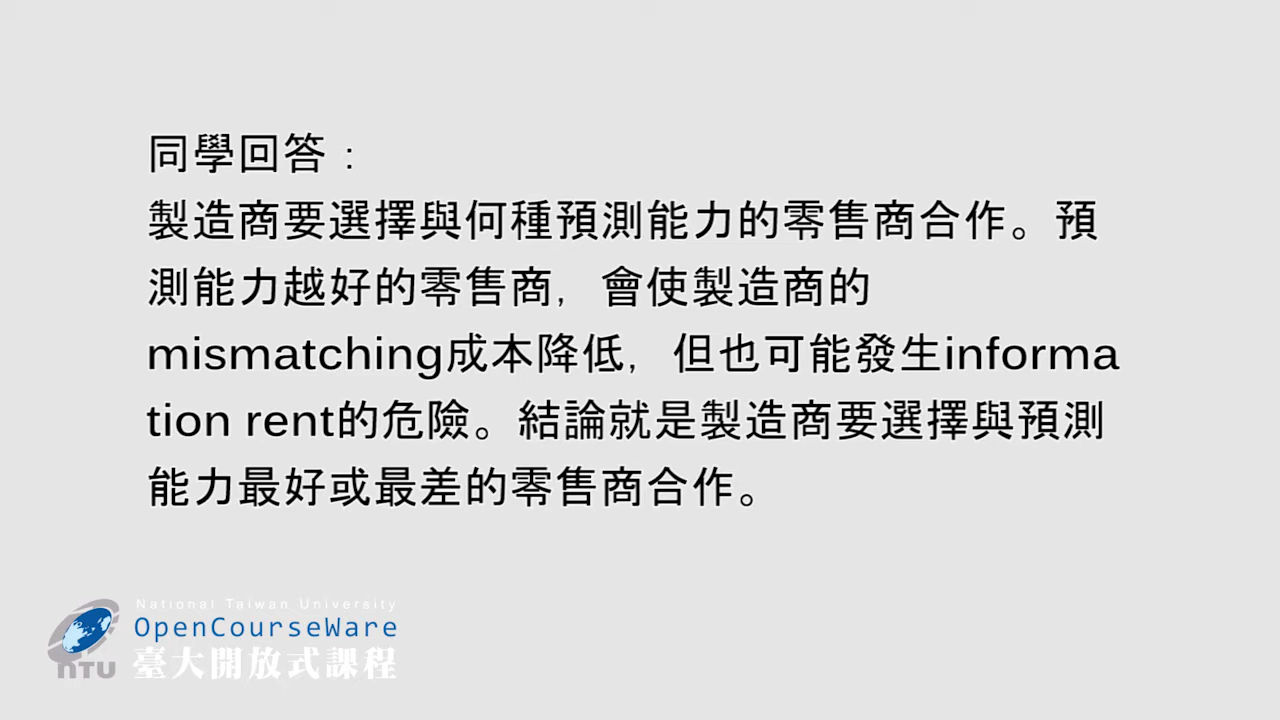 同學回答：
製造商要選擇與何種預測能力的零售商合作。預
測能力越好的零售商，會使製造商的
mismatching成本降低，但也可能發生informa
tion rent的危險。結論就是製造商要選擇與預測
能力最好或最差的零售商合作。
National Taiwan University
OpenCourseWare
臺大開放式課程
nTU